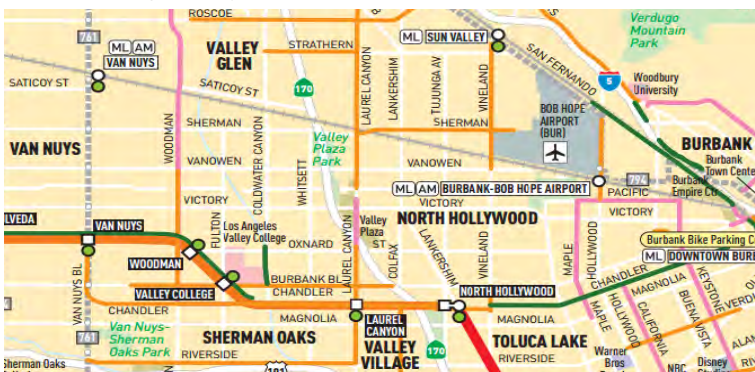 ROSCOE
Verdugo
Mountain
Park
761
ML AM
VAN NUYS
VALLEY
GLEN
STRATHERN
ML SUN VALLEY
SAN FERNANDO
5
Woodbury
University
SATICOY ST
SATICOY ST
170
LAUREL CANYON
LANKERSHIM
TUJUNGA AV
VINELAND
BOB HOPE
AIRPORT
(BUR)
SHERMAN
SHERMAN
VAN NUYS
WOODMAN
COLDWATER CANYON
WHITSETT
Valley
Plaza
Park
BURBANK
Burbank
Town Center
VANOWEN
VANOWEN
794
Burbank
Empire Ctr
ML AM BURBANK-BOB HOPE AIRPORT
PACIFIC
VICTORY
VICTORY
VICTORY
LVEDA
VAN NUYS
FULTON
Los Angeles
Valley College
Valley
Plaza
NORTH HOLLYWOOD
OXNARD
ST
WOODMAN
LAUREL CANYON
COLFAX
LANKERSHIM
VINELAND
MAPLE
HOLLYWOOD
Burbank Bike Parking C
ML DOWNTOWN BURB
VAN NUYS BL
VALLEY COLLEGE
BURBANK BL
CHANDLER
CHANDLER
NORTH HOLLYWOOD
CHANDLER
MAGNOLIA
KEYSTONE
VERD
MAGNOLIA
LAUREL
CANYON
MAGNOLIA
MAPLE
HOLLYWOOD
CALIFORNIA
BUENAVISTA
Van Nuys-
Sherman
Oaks Park
SHERMAN OAKS
761
RIVERSIDE
VALLEY
VILLAGE
170
TOLUCA LAKE
RIVERSIDE
Warner
Bros
ALAM
Sherman Oaks
101
NBC
Disney
RIV